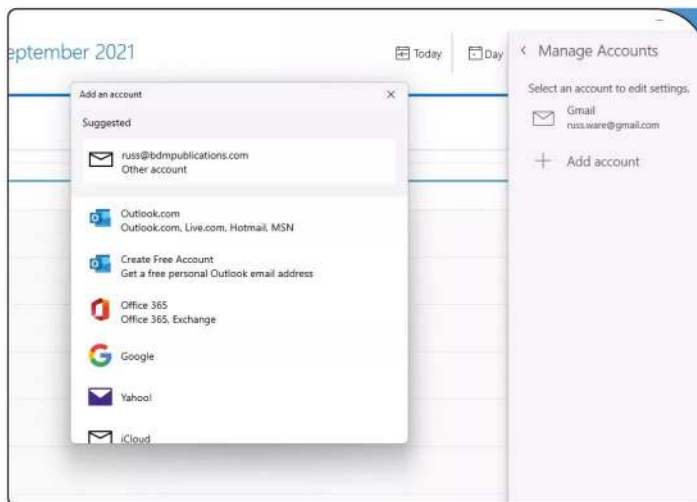 September 2021
Today
Day
Manage Accounts
Select an account to edit settings.
Gmail
russ.ware@gmail.com
Add account
Add an account
Suggested
russ@bdmpublications.com
Other account
Outlook.com
Outlook.com, Live.com, Hotmail, MSN
Create Free Account
Get a free personal Outlook email address
Office 365
Office 365, Exchange
Google
Yahoo!
iCloud